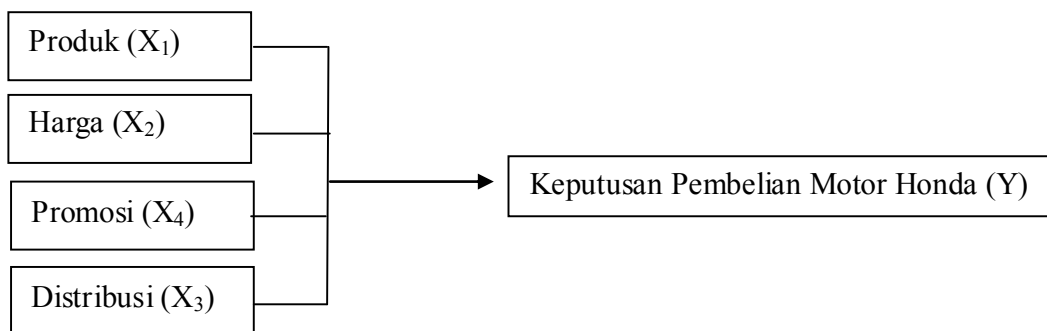 Produk (X₁)
Harga (X₂)
Promosi (X₄)
Distribusi (X₃)
Keputusan Pembelian Motor Honda (Y)